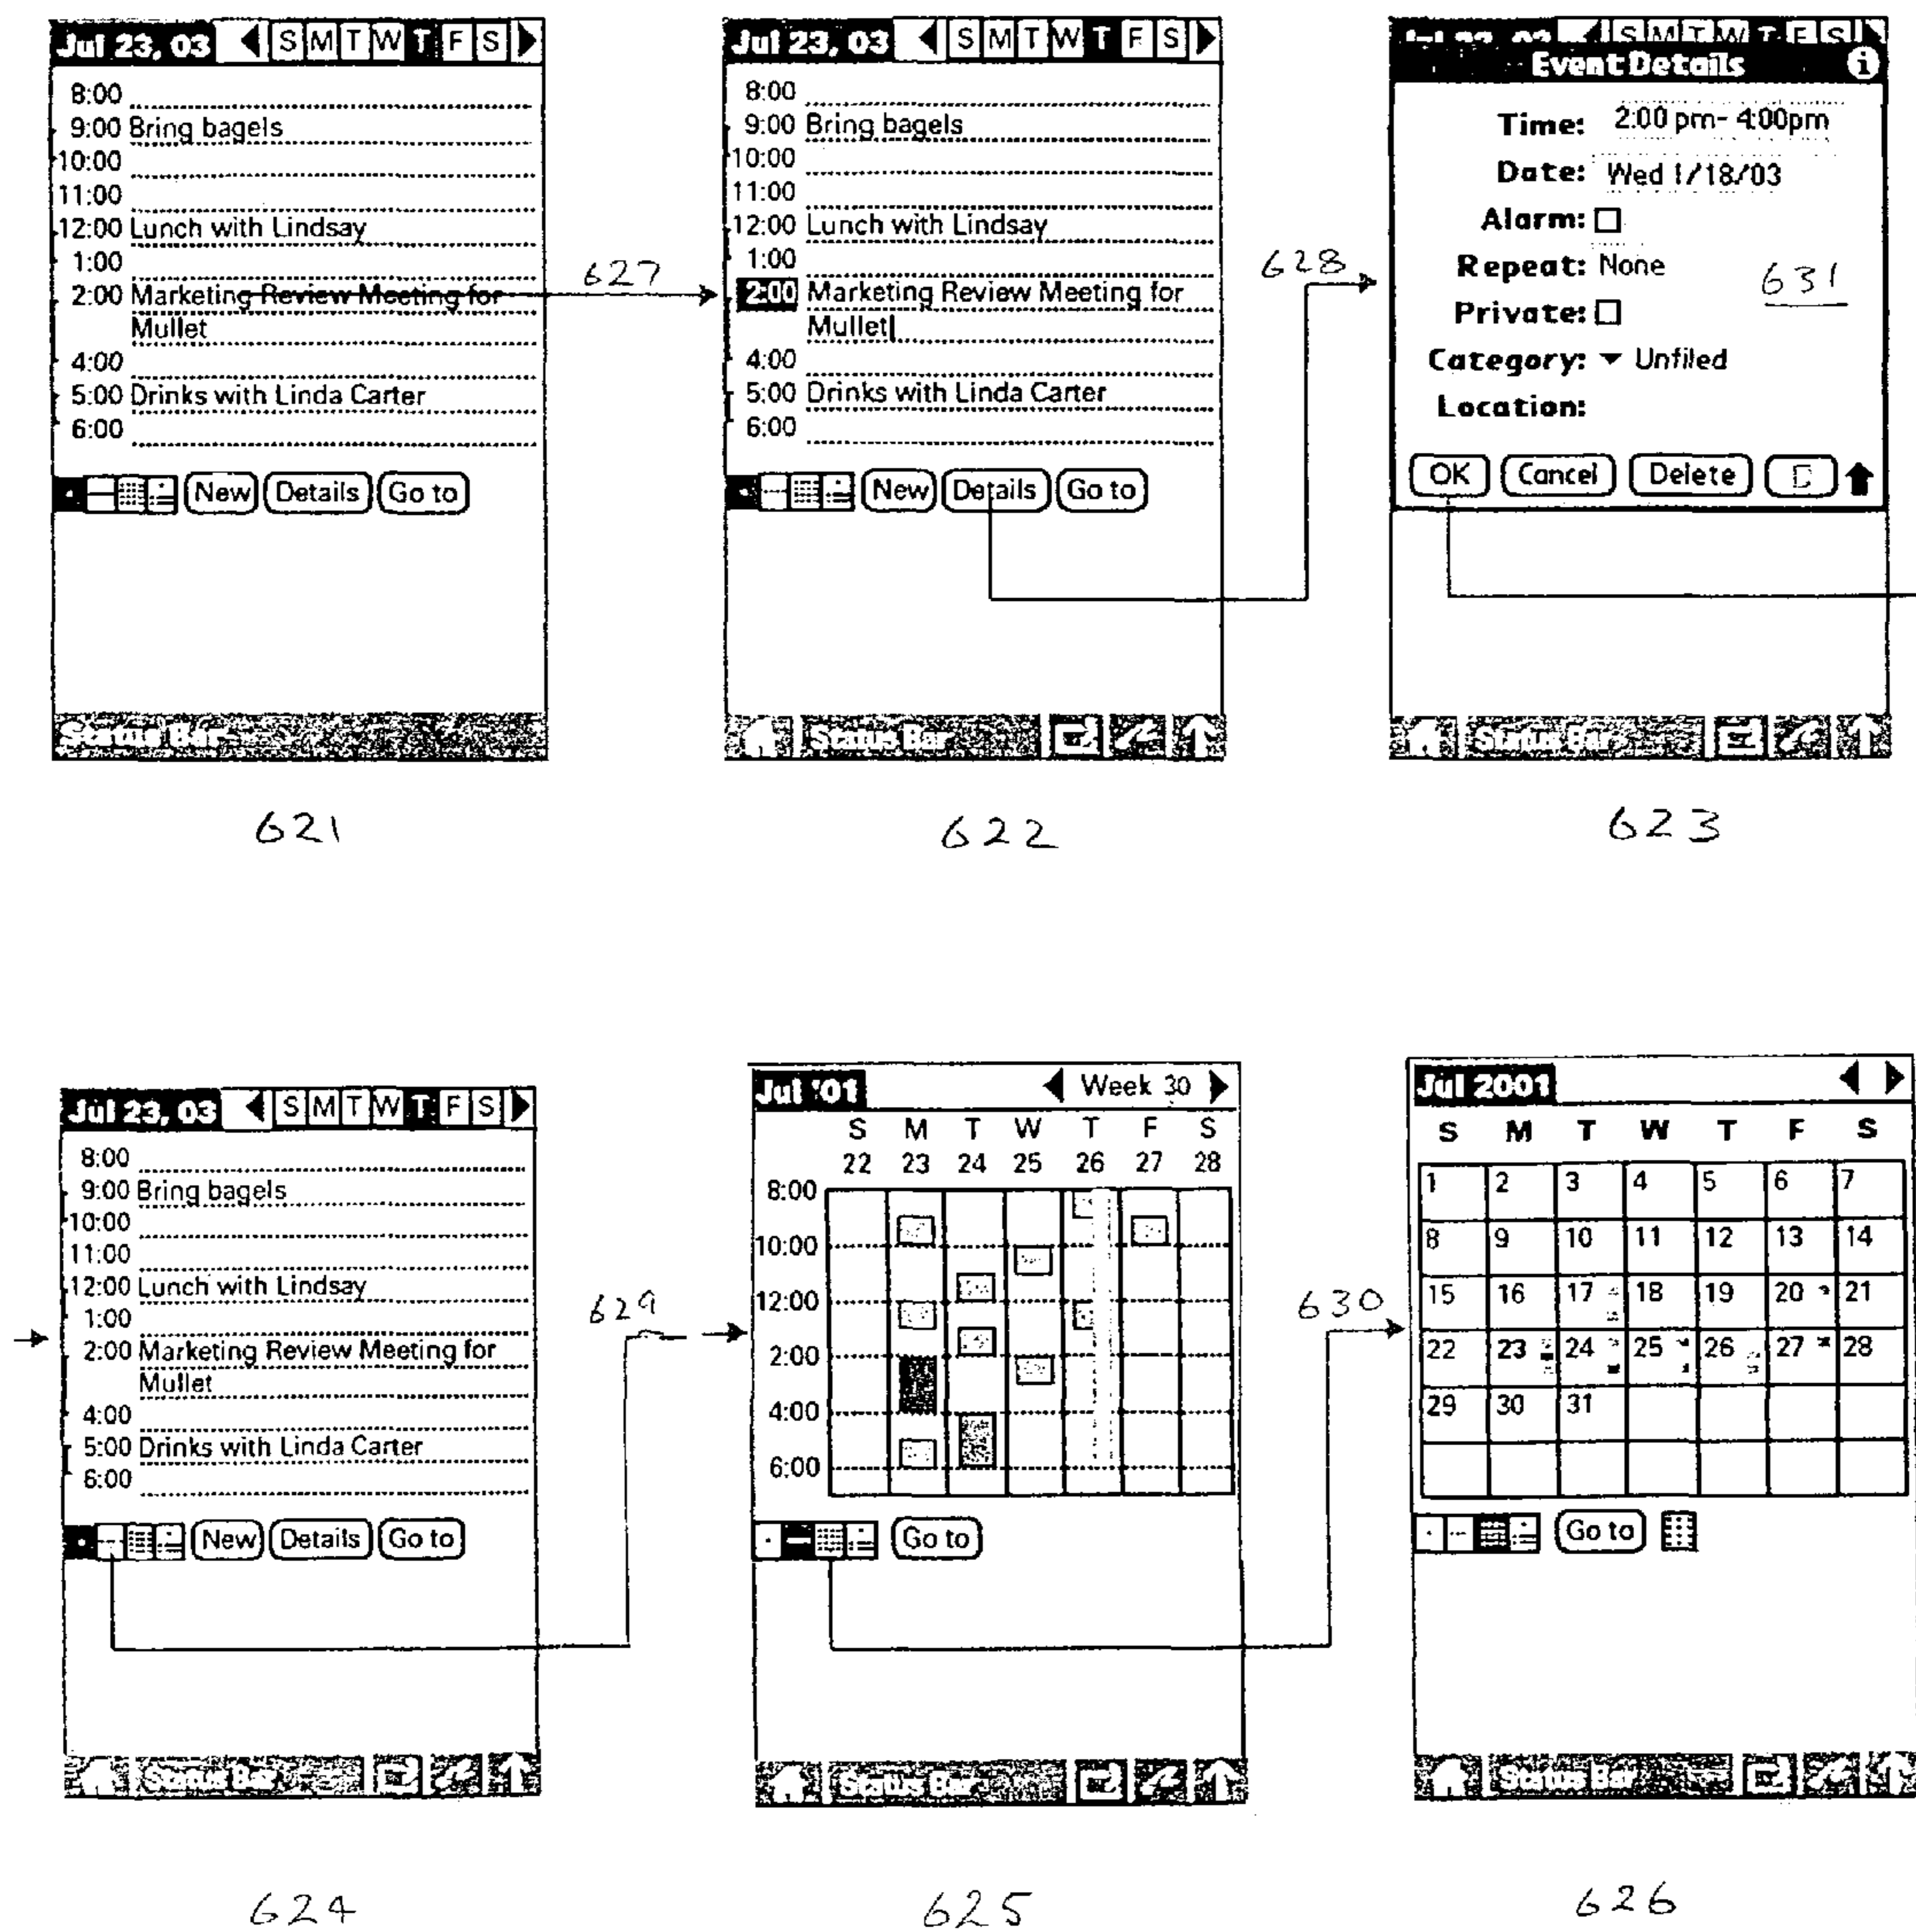 Jul 23, 03 S M T W T F S
8:00
9:00 Bring bagels
10:00
11:00
12:00 Lunch with Lindsay
1:00
2:00 Marketing Review Meeting for
Mullet
4:00
5:00 Drinks with Linda Carter
6:00
New Details Go to
Status Bar
621
627
Jul 23, 03 S M T W T F S
8:00
9:00 Bring bagels
10:00
11:00
12:00 Lunch with Lindsay
1:00
2:00 Marketing Review Meeting for
Mullet
4:00
5:00 Drinks with Linda Carter
6:00
New Details Go to
Status Bar
622
628
S M T W T F S
Event Details i
Time: 2:00 pm- 4:00pm
Date: Wed 1/18/03
Alarm:
Repeat: None
631
Private:
Category: Unfiled
Location:
OK Cancel Delete
Status Bar
623
Jul 23, 03 S M T W T F S
8:00
9:00 Bring bagels
10:00
11:00
12:00 Lunch with Lindsay
1:00
2:00 Marketing Review Meeting for
Mullet
4:00
5:00 Drinks with Linda Carter
6:00
New Details Go to
Status Bar
624
629
Jul '01 Week 30
S M T W T F S
22 23 24 25 26 27 28
8:00
10:00
12:00
2:00
4:00
6:00
Go to
Status Bar
625
630
Jul 2001
S M T W T F S
1 2 3 4 5 6 7
8 9 10 11 12 13 14
15 16 17 18 19 20 21
22 23 24 25 26 27 28
29 30 31
Go to
Status Bar
626